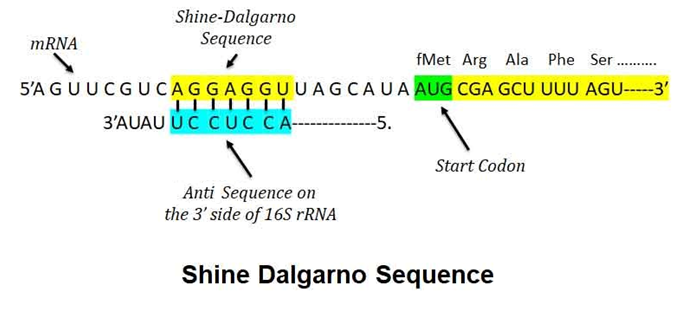 Shine-Dalgarno
Sequence
mRNA
fMet Arg Ala Phe Ser ..........
5'A G U U C G U C A G G A G G U U A G C A U A AUG CGA GCU UUU AGU-----3'
3'AUAU U C C U C C A--------------5.
Start Codon
Anti Sequence on
the 3' side of 16S rRNA
Shine Dalgarno Sequence